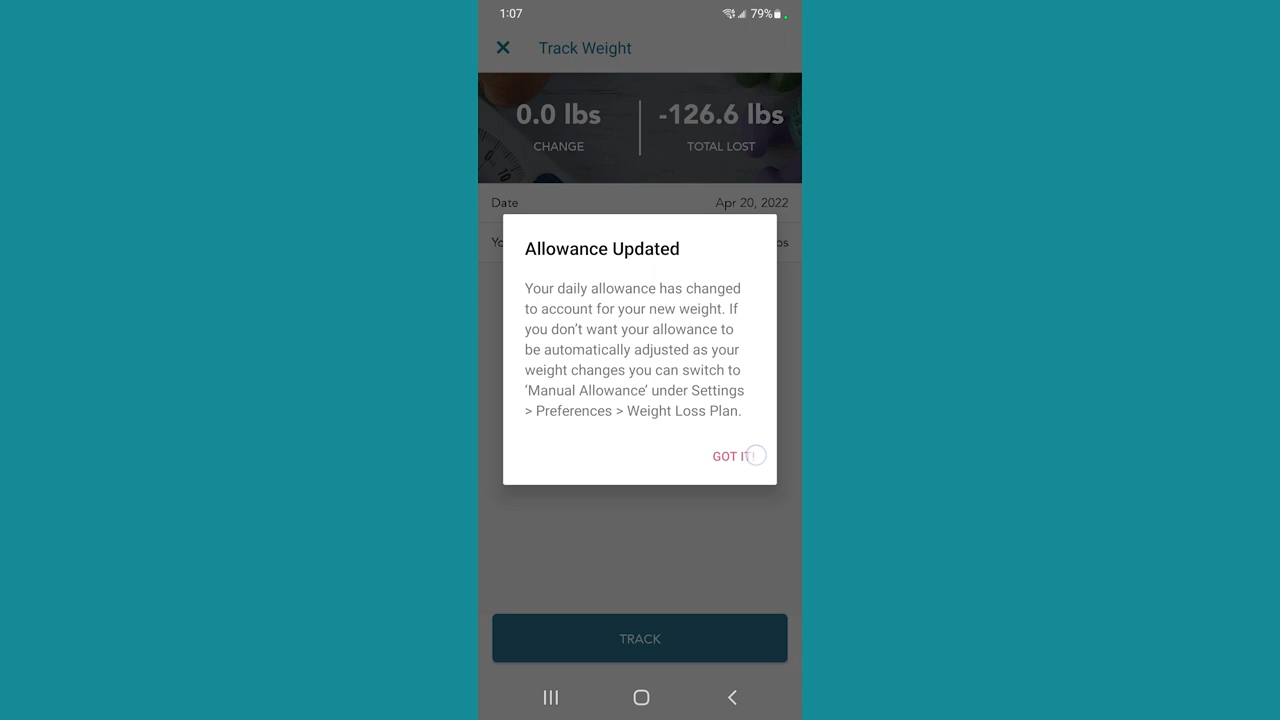 1:07 79%
Track Weight
0.0 lbs -126.6 lbs
CHANGE TOTAL LOST
Date Apr 20, 2022
Allowance Updated
Your daily allowance has changed
to account for your new weight. If
you don’t want your allowance to
be automatically adjusted as your
weight changes you can switch to
‘Manual Allowance’ under Settings
> Preferences > Weight Loss Plan.
GOT IT!
TRACK